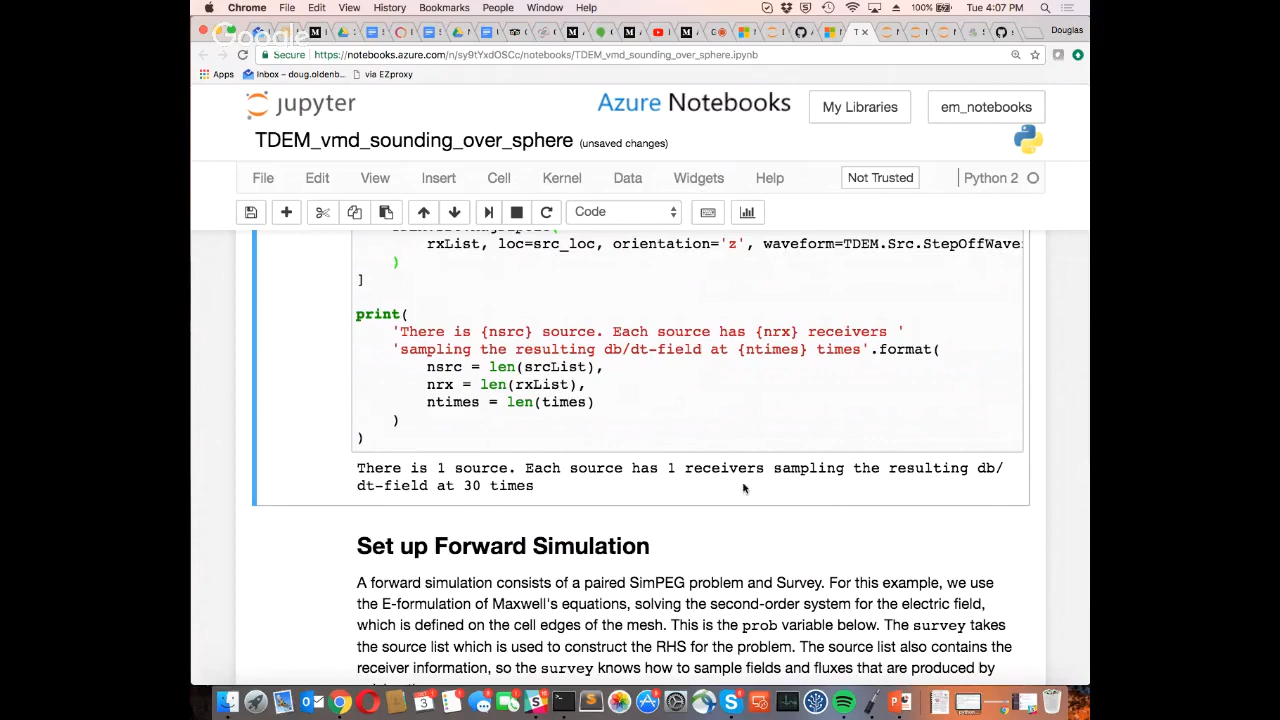 Chrome File Edit View History Bookmarks People Window Help 100% Tue 4:07 PM
Google
Douglas
Secure https://notebooks.azure.com/n/sy9tYxdOSCc/notebooks/TDEM_vmd_sounding_over_sphere.ipynb
Apps Inbox – doug.oldenb... via EZproxy
jupyter Azure Notebooks My Libraries em_notebooks
TDEM_vmd_sounding_over_sphere (unsaved changes)
File Edit View Insert Cell Kernel Data Widgets Help Not Trusted Python 2
Code
rxList, loc=src_loc, orientation='z', waveform=TDEM.Src.StepOffWave
)
]
print(
'There is {nsrc} source. Each source has {nrx} receivers '
'sampling the resulting db/dt-field at {ntimes} times'.format(
nsrc = len(srcList),
nrx = len(rxList),
ntimes = len(times)
)
)
There is 1 source. Each source has 1 receivers sampling the resulting db/
dt-field at 30 times
Set up Forward Simulation
A forward simulation consists of a paired SimPEG problem and Survey. For this example, we use
the E-formulation of Maxwell's equations, solving the second-order system for the electric field,
which is defined on the cell edges of the mesh. This is the prob variable below. The survey takes
the source list which is used to construct the RHS for the problem. The source list also contains the
receiver information, so the survey knows how to sample fields and fluxes that are produced by